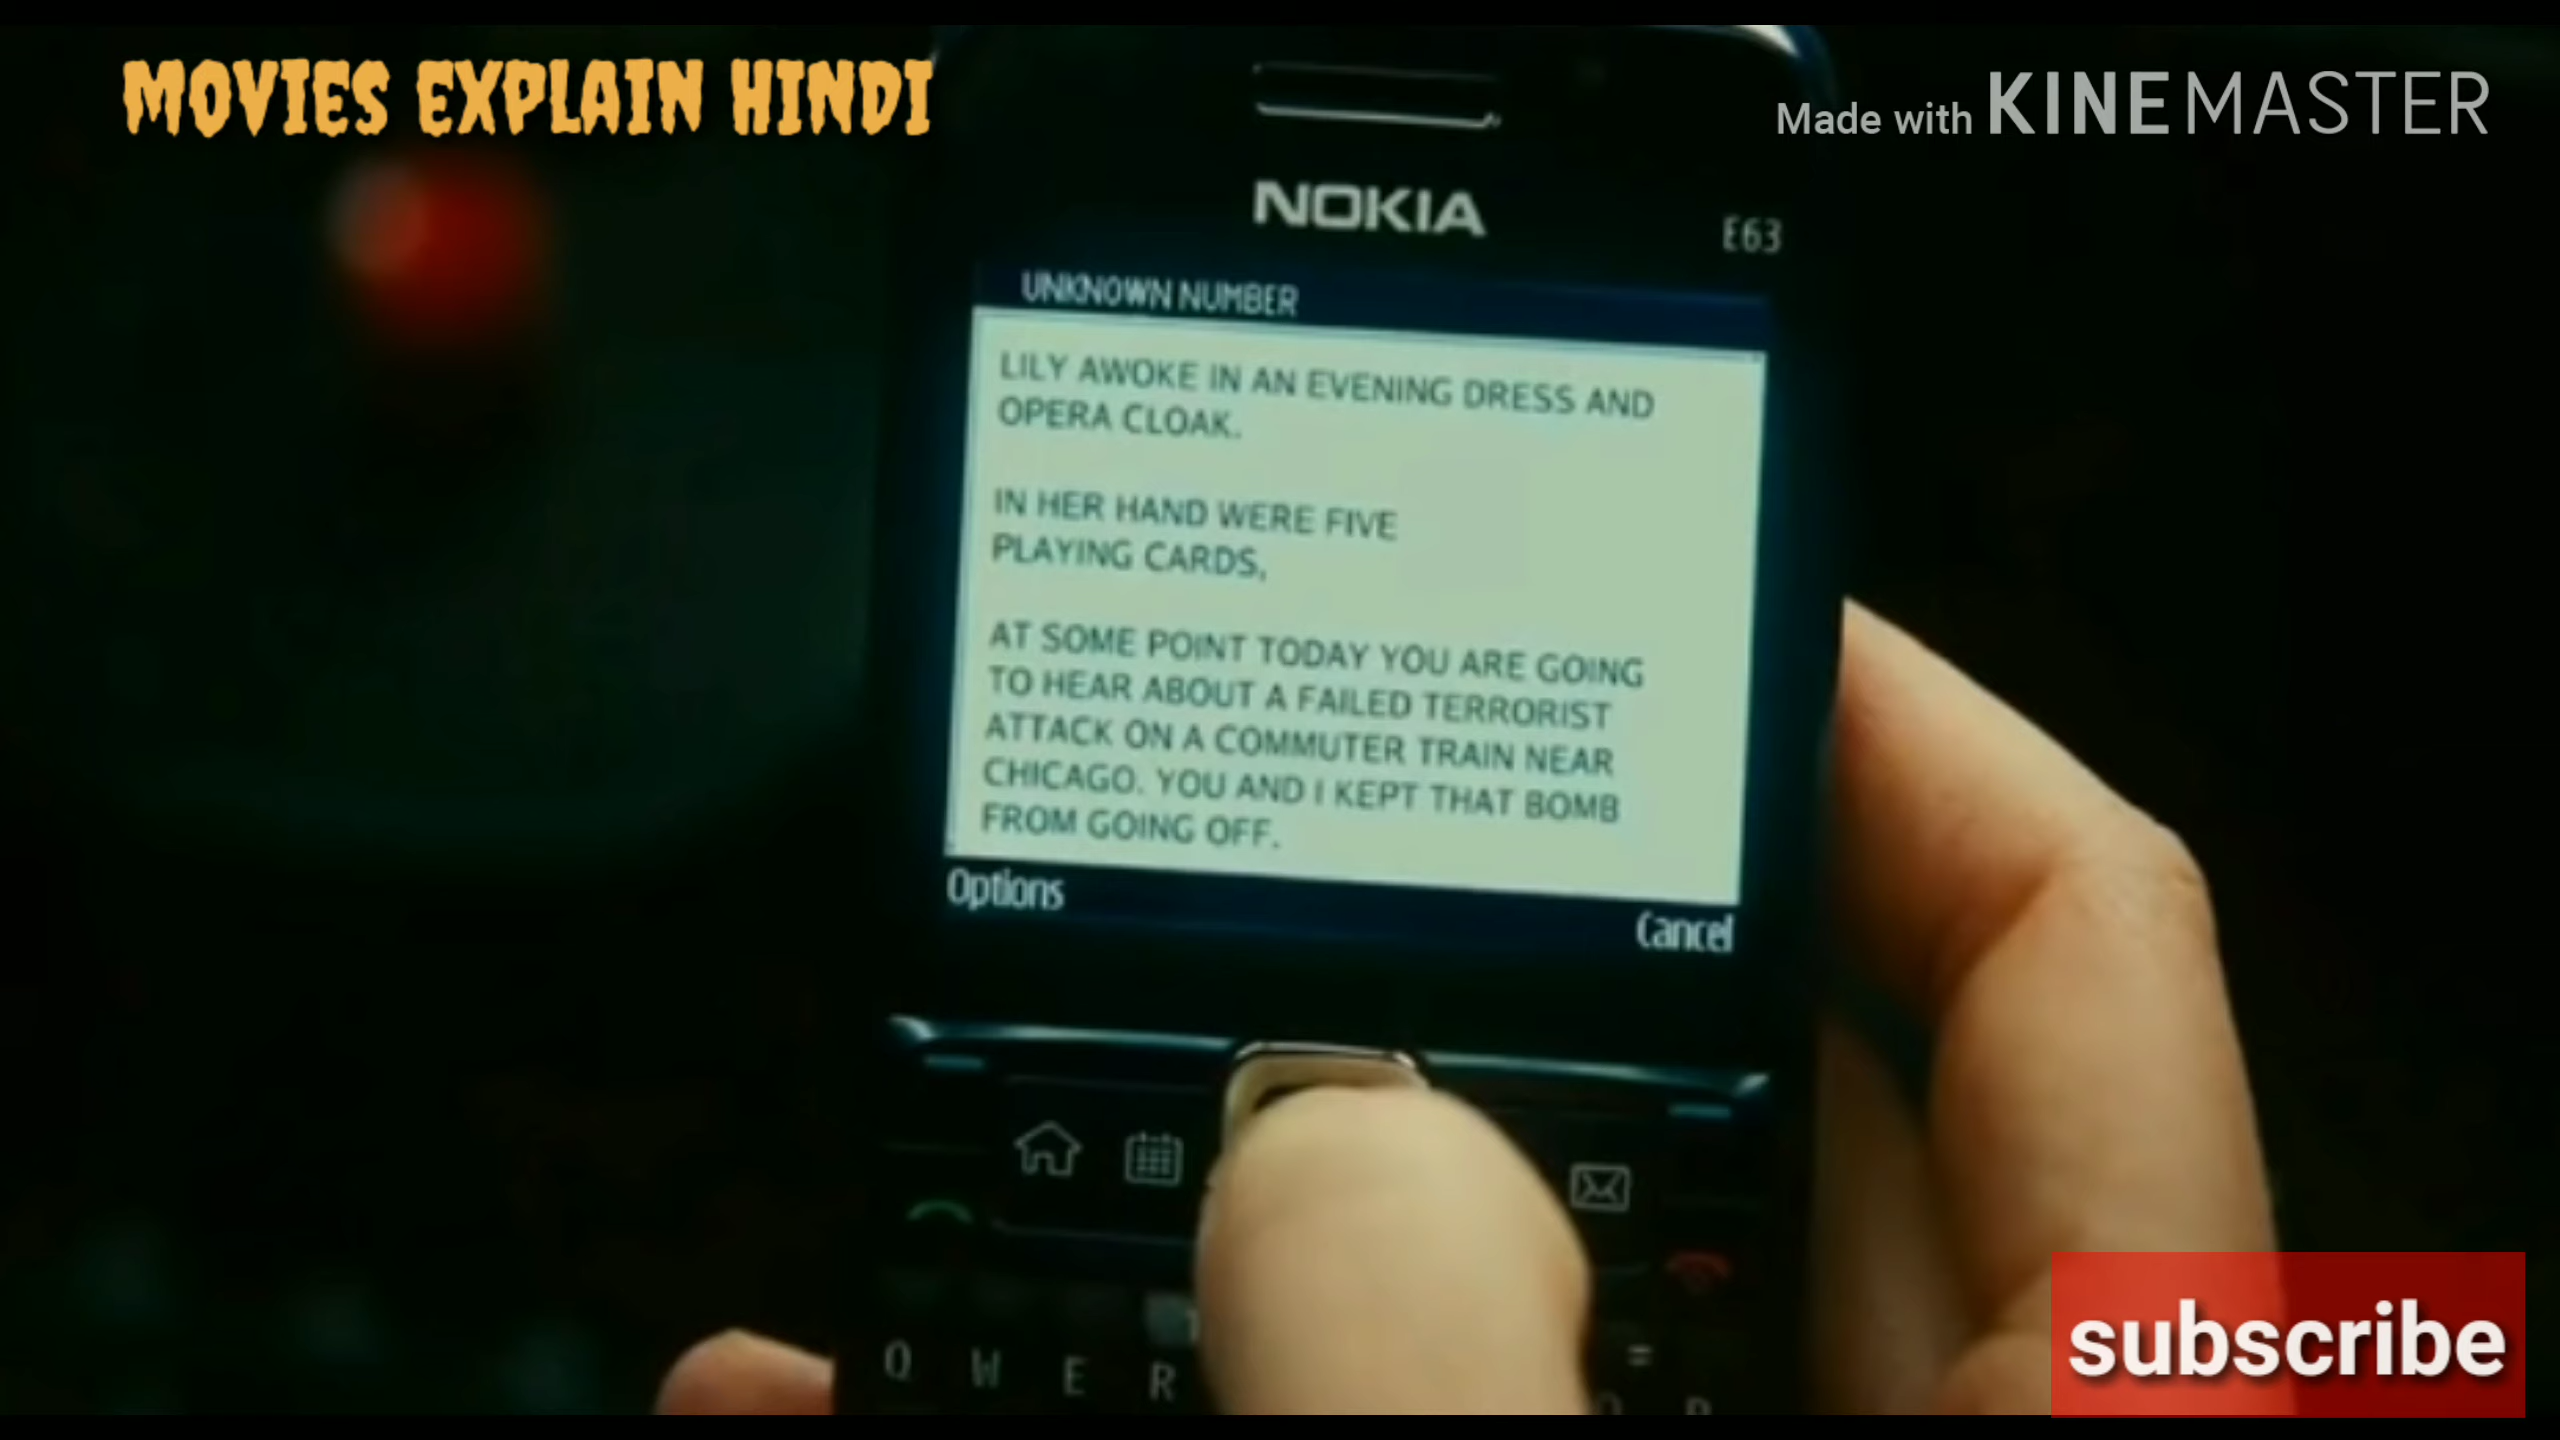 MOVIES EXPLAIN HINDI
Made with KINEMASTER
NOKIA
E63
UNKNOWN NUMBER
LILY AWOKE IN AN EVENING DRESS AND
OPERA CLOAK.
IN HER HAND WERE FIVE
PLAYING CARDS,
AT SOME POINT TODAY YOU ARE GOING
TO HEAR ABOUT A FAILED TERRORIST
ATTACK ON A COMMUTER TRAIN NEAR
CHICAGO. YOU AND I KEPT THAT BOMB
FROM GOING OFF.
Options
Cancel
Q W E R
=
subscribe